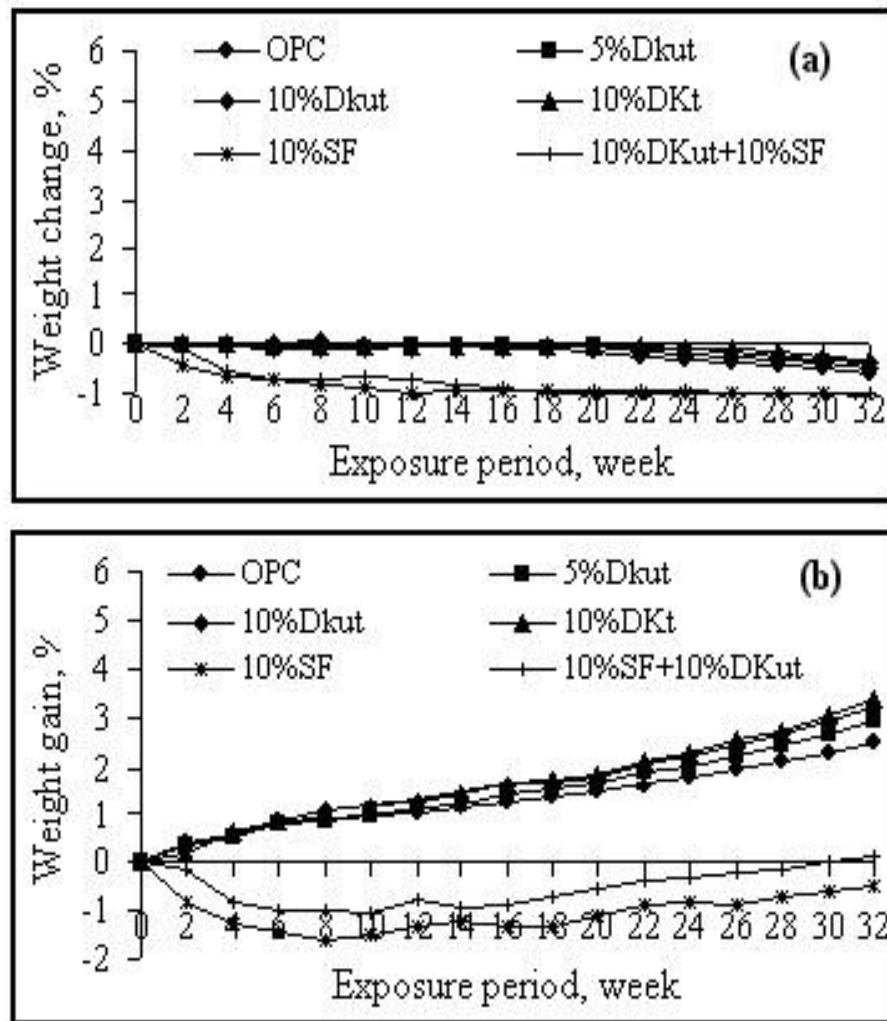 6
OPC
5%Dkut
(a)
5
10%Dkut
10%DKt
4
10%SF
10%DKut+10%SF
3
2
1
0
-1
0 2 4 6 8 10 12 14 16 18 20 22 24 26 28 30 32
Weight change, %
Exposure period, week
6
OPC
5%Dkut
(b)
5
10%Dkut
10%DKt
4
10%SF
10%SF+10%DKut
3
2
1
0
-1
-2
0 2 4 6 8 10 12 14 16 18 20 22 24 26 28 30 32
Weight gain, %
Exposure period, week